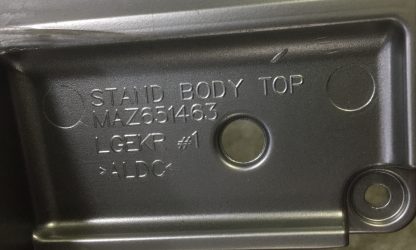 STAND BODY TOP
MAZ651463
LGEKR #1
>ALDC<